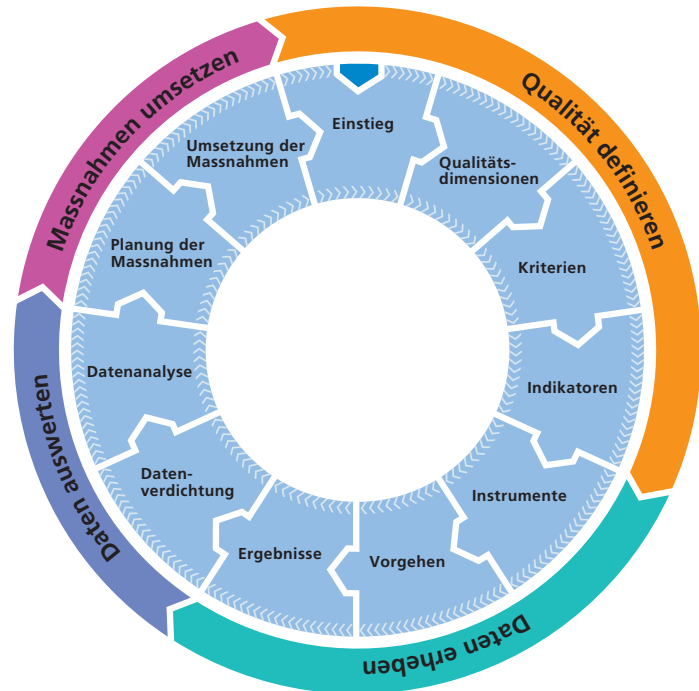 Qualität definieren
Daten erheben
Daten auswerten
Massnahmen umsetzen
Einstieg
Qualitäts-
dimensionen
Kriterien
Indikatoren
Instrumente
Vorgehen
Ergebnisse
Daten-
verdichtung
Datenanalyse
Planung der
Massnahmen
Umsetzung der
Massnahmen